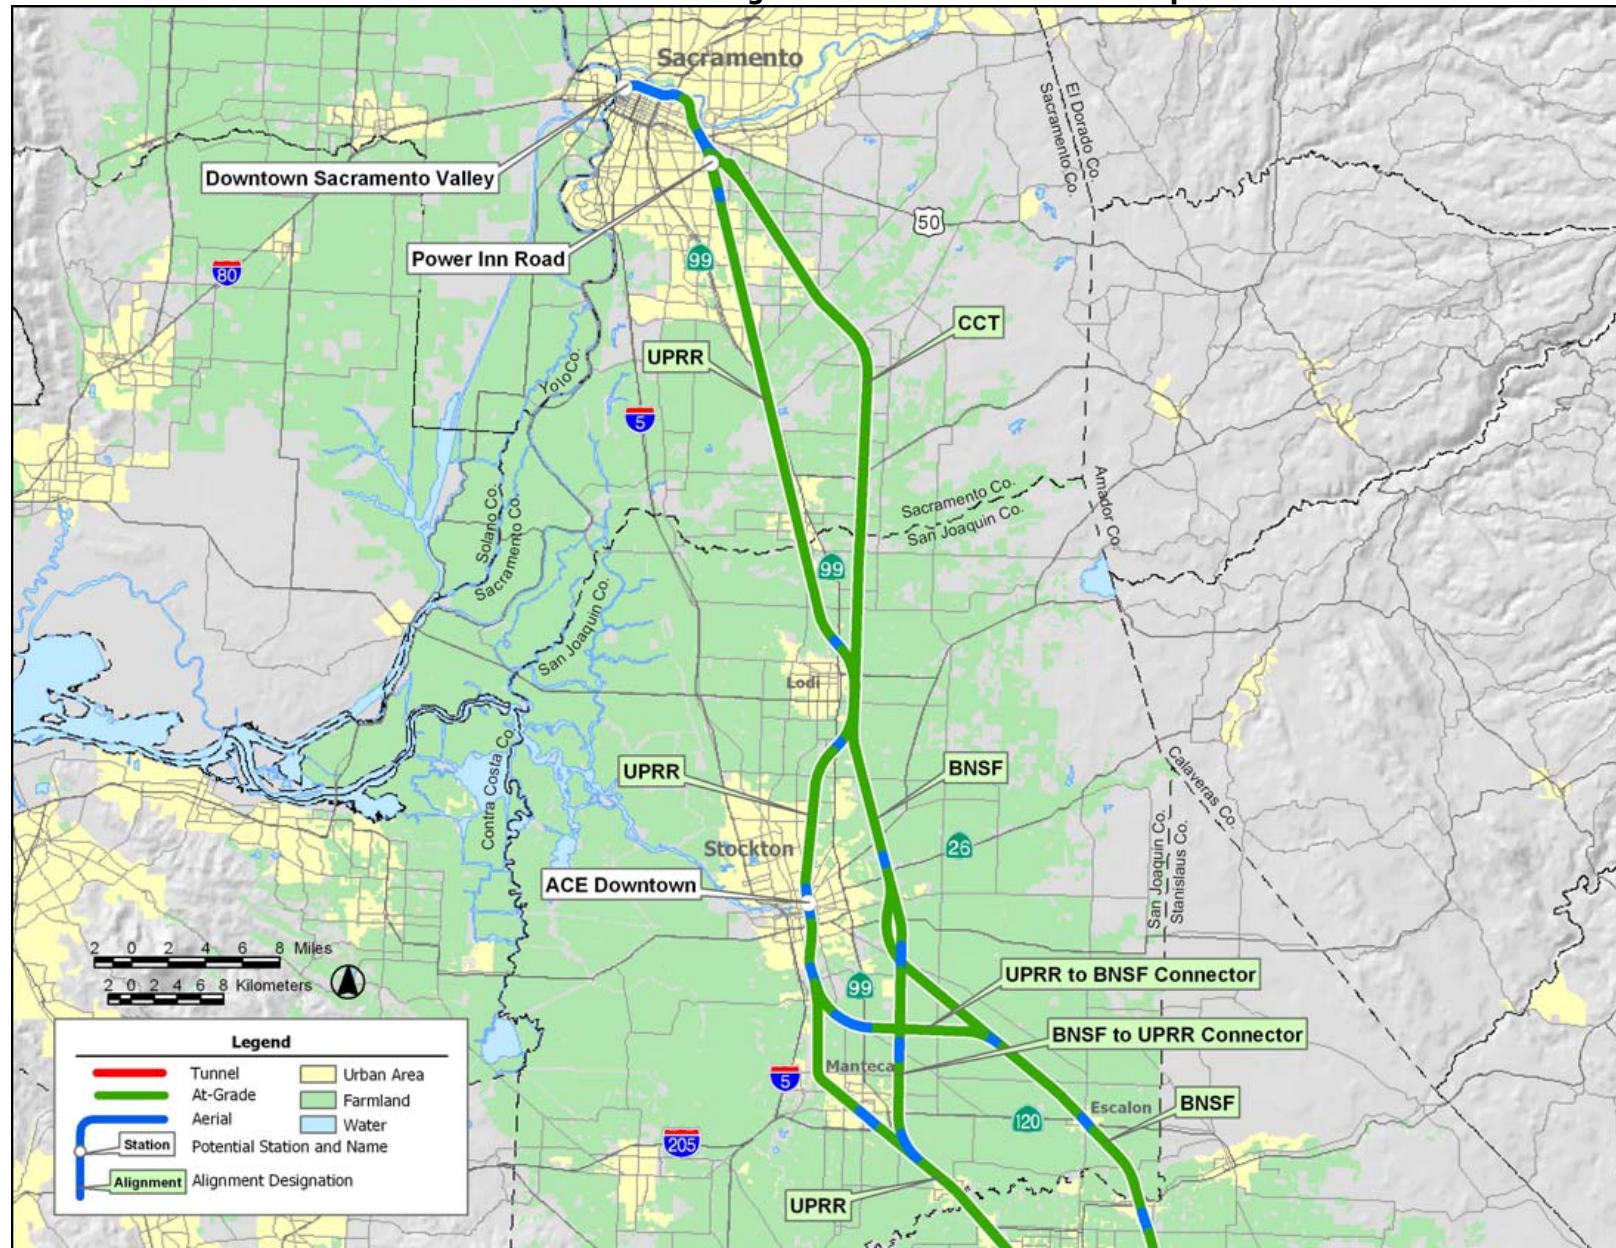 Sacramento
El Dorado Co.
Sacramento Co.
Downtown Sacramento Valley
50
Power Inn Road
99
80
CCT
UPRR
Yolo Co.
5
Amador Co.
Sacramento Co.
San Joaquin Co.
Solano Co.
Sacramento Co.
99
San Joaquin Co.
Lodi
Contra Costa Co.
UPRR
BNSF
Calaveras Co.
Stockton
26
San Joaquin Co.
Stanislaus Co.
ACE Downtown
2 0 2 4 6 8 Miles
2 0 2 4 6 8 Kilometers
99
UPRR to BNSF Connector
BNSF to UPRR Connector
Manteca
5
Escalon
BNSF
120
205
UPRR
Legend
Tunnel
Urban Area
At-Grade
Farmland
Aerial
Water
Station
Potential Station and Name
Alignment
Alignment Designation